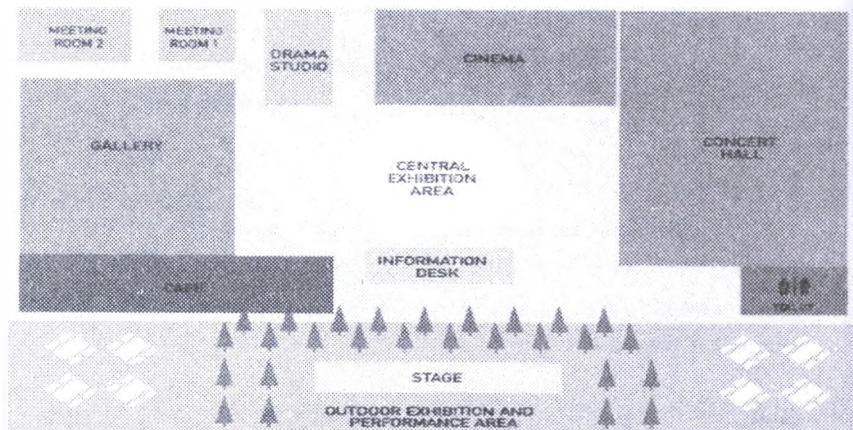 MEETING
ROOM 2
MEETING
ROOM 1
DRAMA
STUDIO
CINEMA
GALLERY
CONCERT
HALL
CENTRAL
EXHIBITION
AREA
INFORMATION
DESK
CAFE
TOILET
STAGE
OUTDOOR EXHIBITION AND
PERFORMANCE AREA